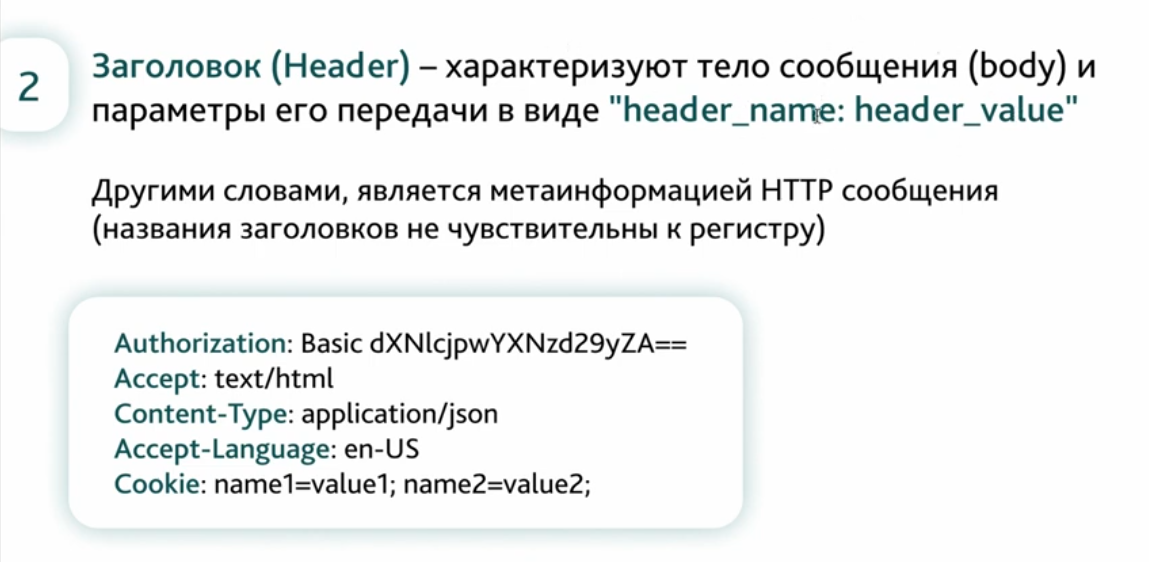 2
Заголовок (Header) – характеризуют тело сообщения (body) и
параметры его передачи в виде "header_name: header_value"
Другими словами, является метаинформацией HTTP сообщения
(названия заголовков не чувствительны к регистру)
Authorization: Basic dXNlcjpwYXNzd29yZA==
Accept: text/html
Content-Type: application/json
Accept-Language: en-US
Cookie: name1=value1; name2=value2;